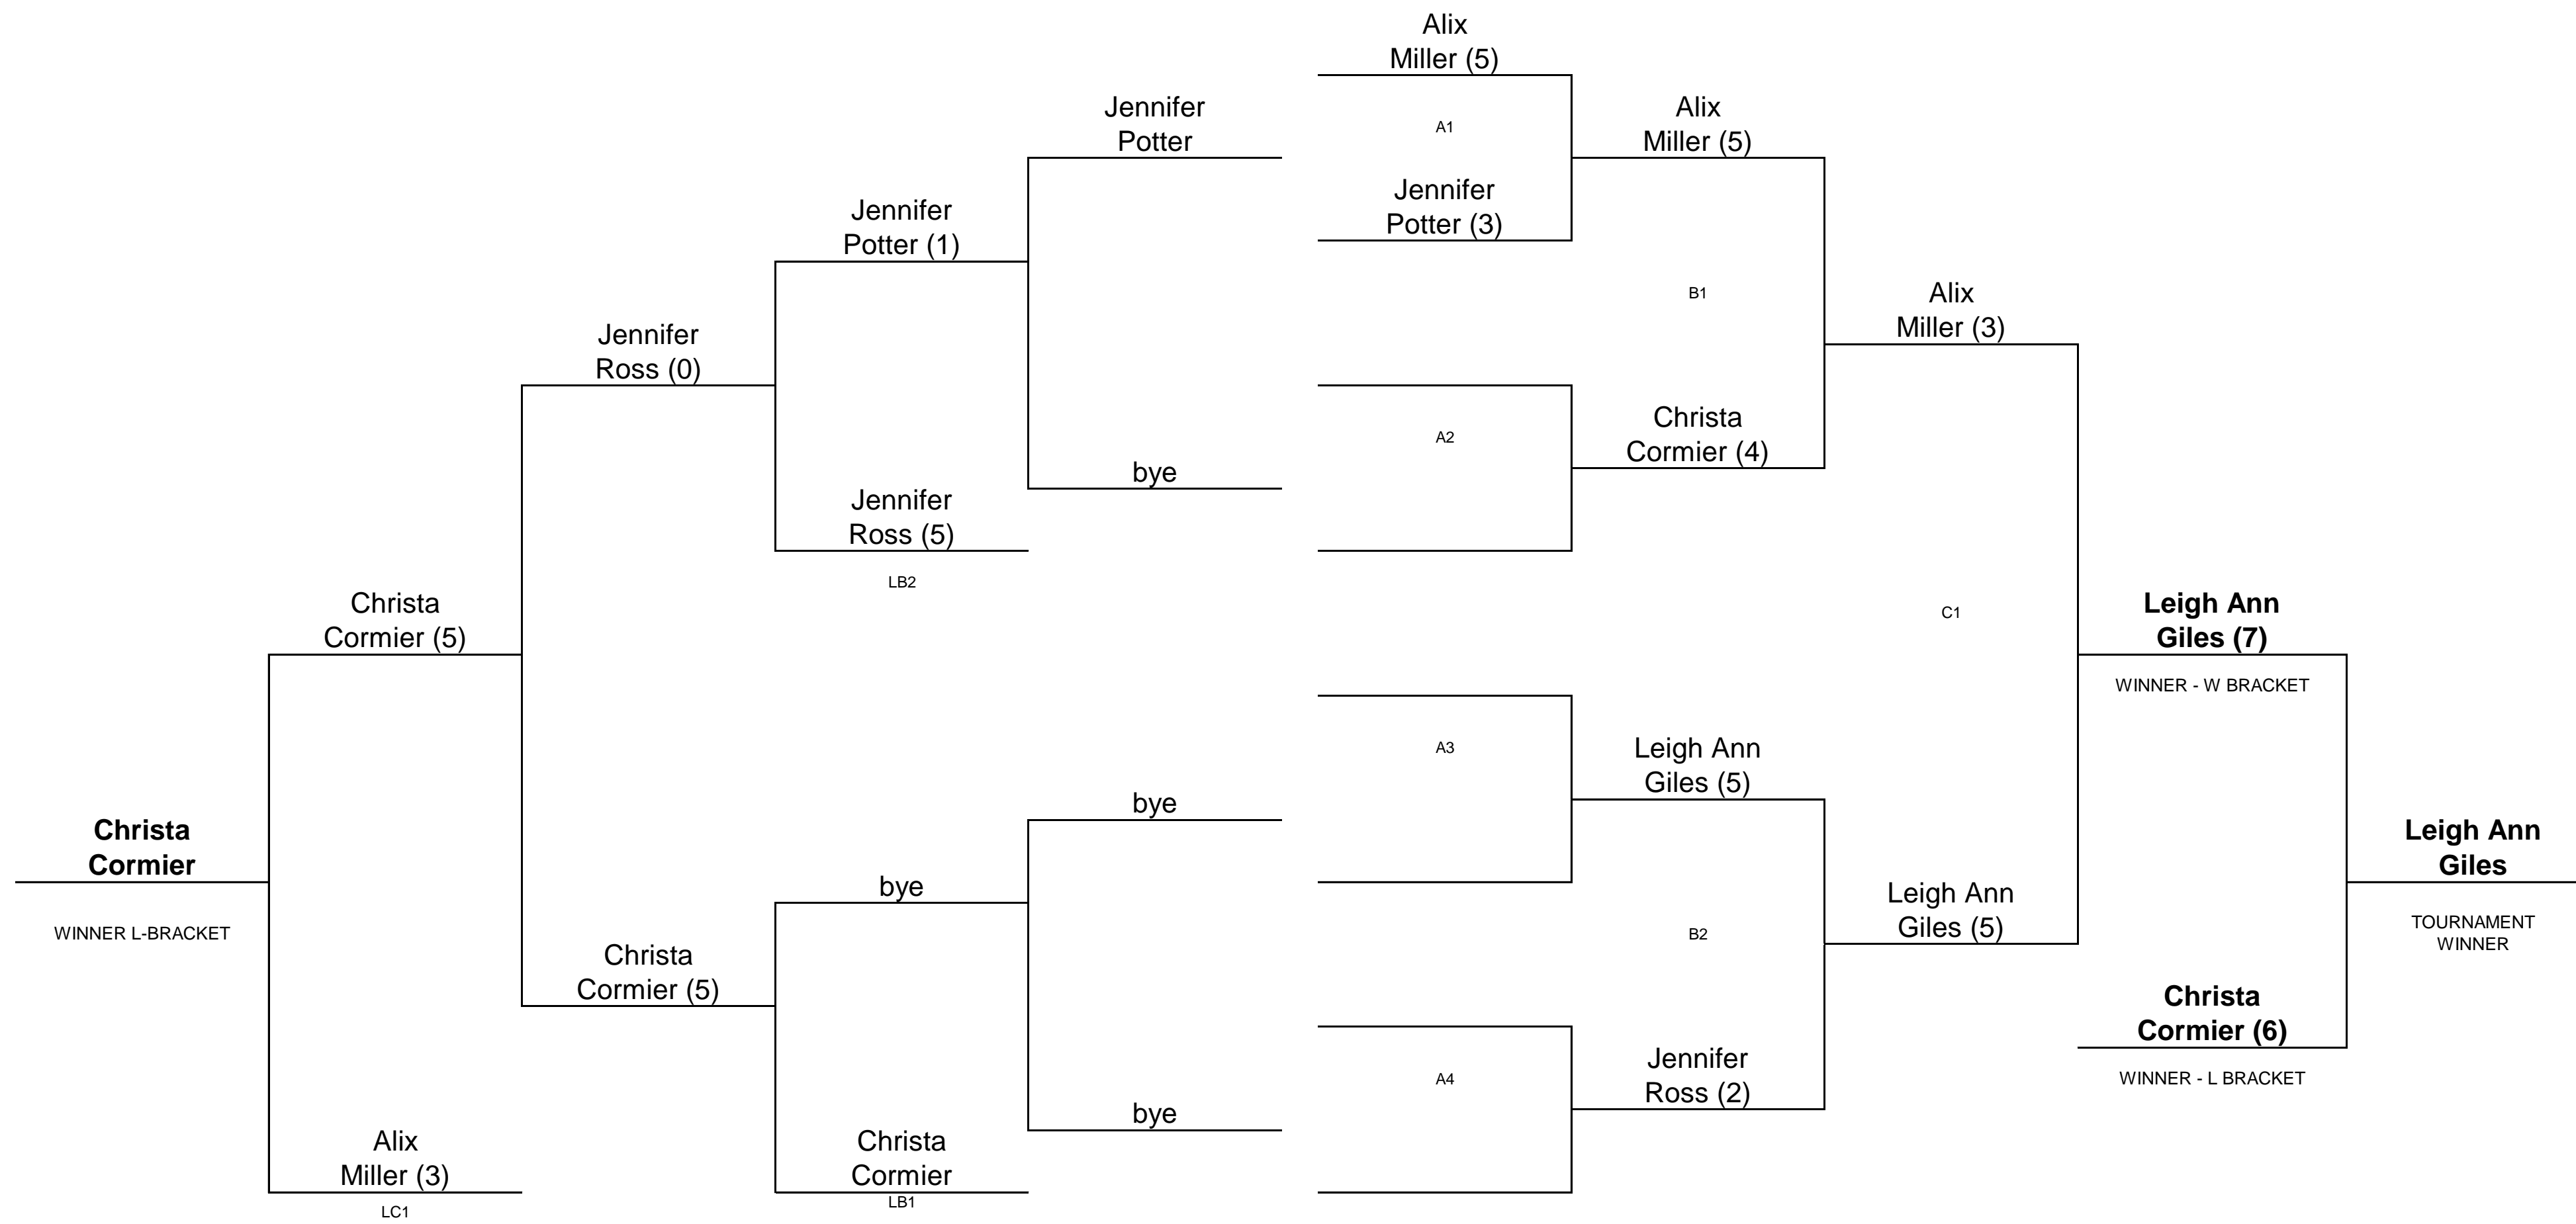 Alix
Miller (5)
Jennifer
Potter
A1
Alix
Miller (5)
Jennifer
Potter (3)
Jennifer
Potter (1)
B1
Alix
Miller (3)
Jennifer
Ross (0)
A2
Christa
Cormier (4)
bye
Jennifer
Ross (5)
LB2
Christa
Cormier (5)
C1
Leigh Ann
Giles (7)
WINNER - W BRACKET
A3
Leigh Ann
Giles (5)
bye
Christa
Cormier
WINNER L-BRACKET
bye
Leigh Ann
Giles (5)
Leigh Ann
Giles
TOURNAMENT
WINNER
B2
Christa
Cormier (5)
Christa
Cormier (6)
WINNER - L BRACKET
A4
Jennifer
Ross (2)
bye
Alix
Miller (3)
LC1
Christa
Cormier
LB1